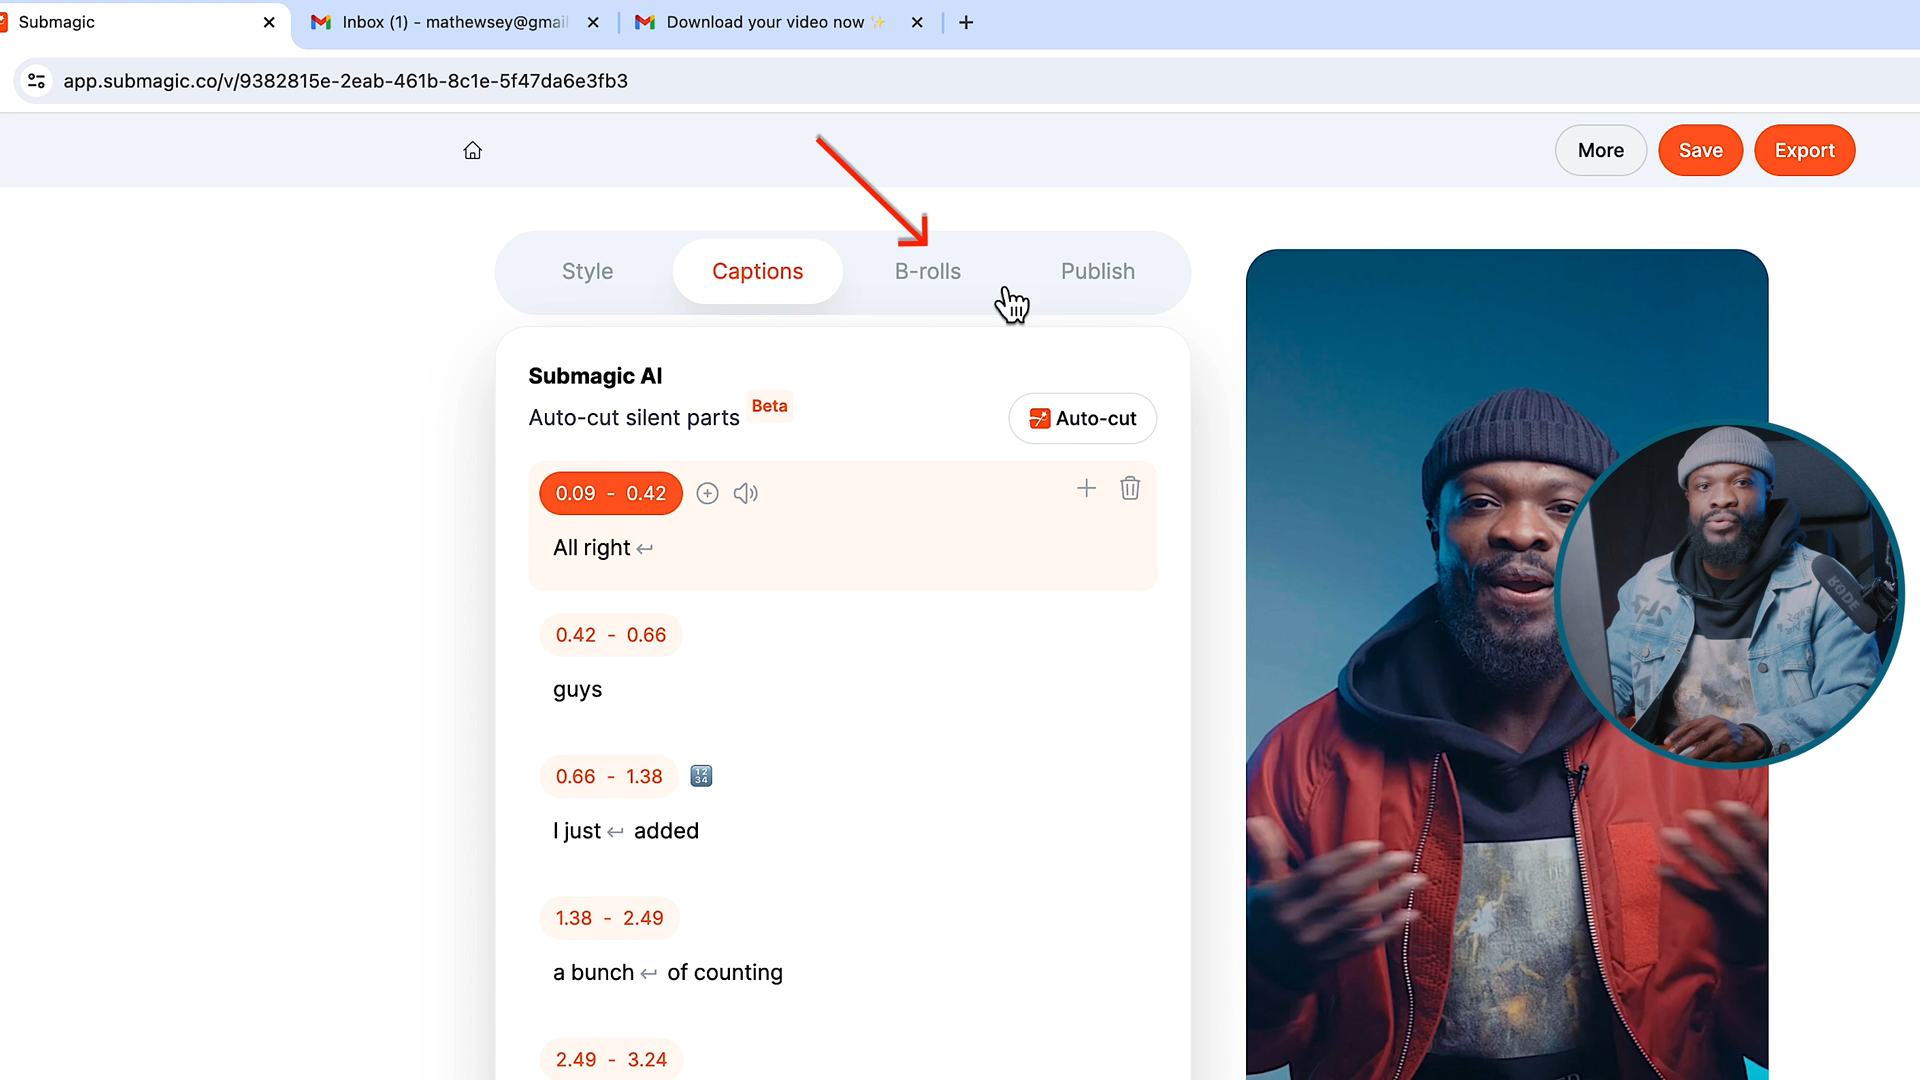 Submagic
Inbox (1) - mathewsey@gmail
Download your video now ✨
app.submagic.co/v/9382815e-2eab-461b-8c1e-5f47da6e3fb3
More
Save
Export
Style
Captions
B-rolls
Publish
Submagic AI
Auto-cut silent parts
Beta
Auto-cut
0.09 - 0.42
All right ↵
0.42 - 0.66
guys
0.66 - 1.38
I just ↵ added
1.38 - 2.49
a bunch ↵ of counting
2.49 - 3.24
RØDE